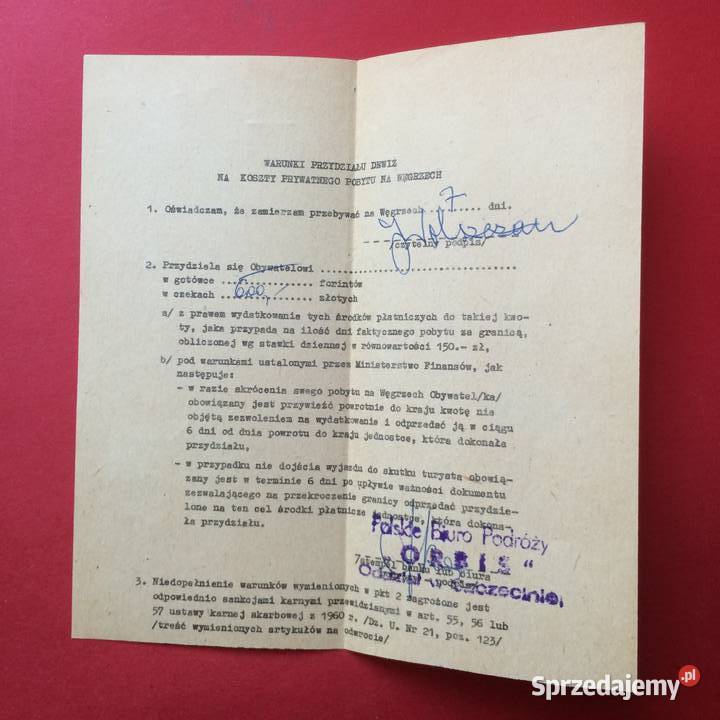 WARUNKI PRZYDZIAŁU DEWIZ
NA KOSZTY PRYWATNEGO POBYTU NA WĘGRZECH
1. Oświadczam, że zamierzam przebywać na Węgrzech ..7..... dni.
/czytelny podpis/
2. Przydziela się Obywatelowi ...................................
w gotówce ................ forintów
w czekach ..600,-.......... złotych
a/ z prawem wydatkowania tych środków płatniczych do takiej kwo-
ty, jaka przypada na ilość dni faktycznego pobytu za granicą,
obliczonej wg stawki dziennej w równowartości 150.- zł,
b/ pod warunkami ustalonymi przez Ministerstwo Finansów, jak
następuje:
- w razie skrócenia swego pobytu na Węgrzech Obywatel/ka/
obowiązany jest przywieźć powrotnie do kraju kwotę nie
objętą zezwoleniem na wydatkowanie i odprzedać ją w ciągu
6 dni od dnia powrotu do kraju jednostce, która dokonała
przydziału,
- w przypadku nie dojścia wyjazdu do skutku turysta obowią-
zany jest w terminie 6 dni po upływie ważności dokumentu
zezwalającego na przekroczenie granicy odprzedać przydzie-
lone na ten cel środki płatnicze jednostce, która dokona-
ła przydziału.
Polskie Biuro Podróży
"ORBIS"
/stempel banku lub biura
Oddział w Szczecinie
3. Niedopełnienie warunków wymienionych w pkt 2 zagrożone jest
odpowiednio sankcjami karnymi przewidzianymi w art. 55, 56 lub
57 ustawy karnej skarbowej z 1960 r. /Dz. U. Nr 21, poz. 123/
/treść wymienionych artykułów na odwrocie/
Sprzedajemy.pl